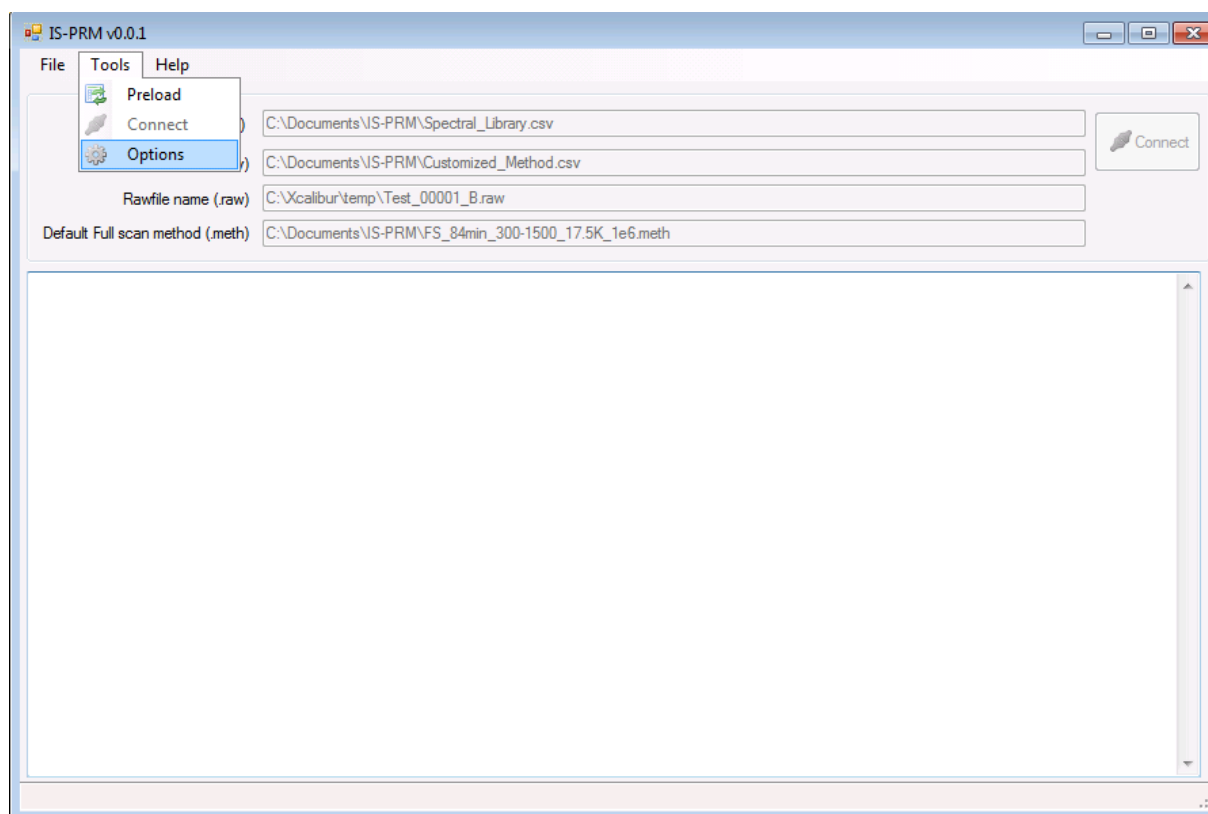 IS-PRM v0.0.1
File Tools Help
Preload
Connect
Options
) C:\Documents\IS-PRM\Spectral_Library.csv
Connect
) C:\Documents\IS-PRM\Customized_Method.csv
Rawfile name (.raw) C:\Xcalibur\temp\Test_00001_B.raw
Default Full scan method (.meth) C:\Documents\IS-PRM\FS_84min_300-1500_17.5K_1e6.meth